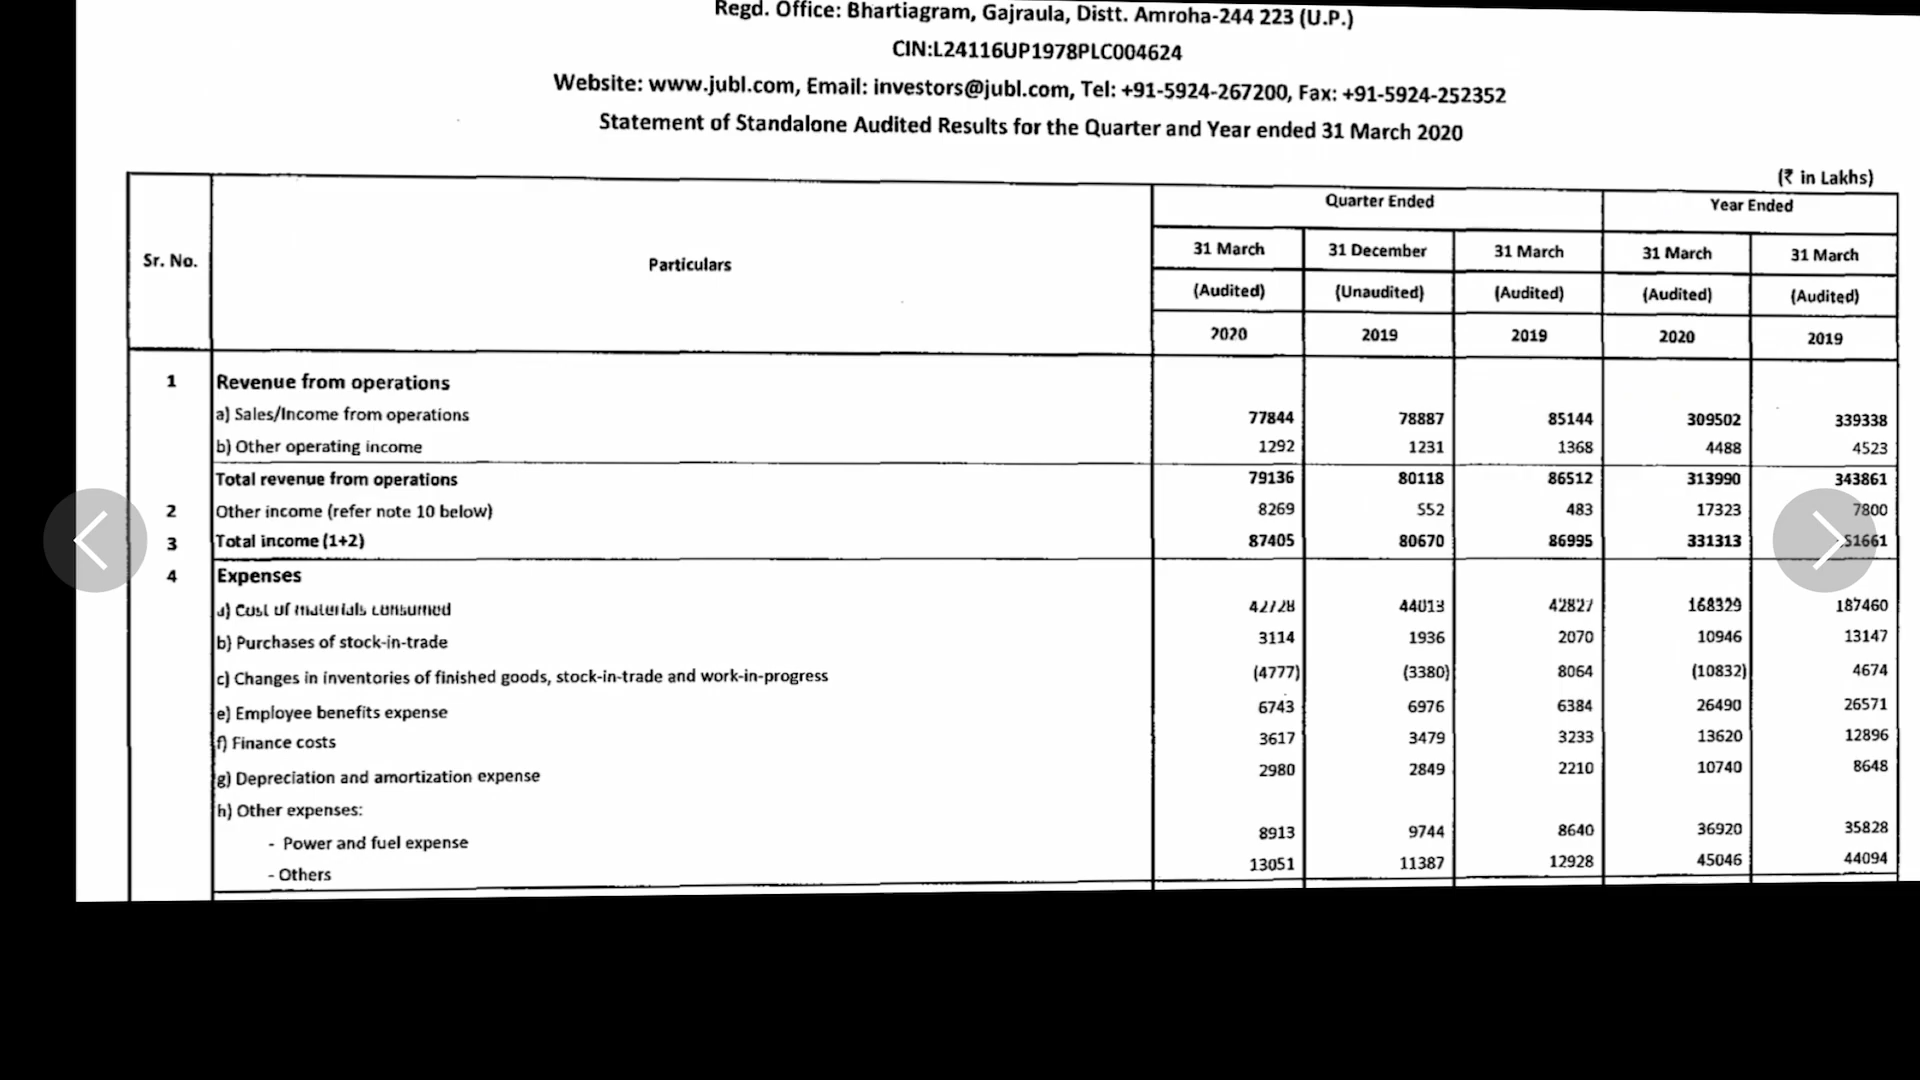 Regd. Office: Bhartiagram, Gajraula, Distt. Amroha-244 223 (U.P.)
CIN:L24116UP1978PLC004624
Website: www.jubl.com, Email: investors@jubl.com, Tel: +91-5924-267200, Fax: +91-5924-252352
Statement of Standalone Audited Results for the Quarter and Year ended 31 March 2020
(₹ in Lakhs)
Sr. No. Particulars Quarter Ended Year Ended
31 March 31 December 31 March 31 March 31 March
(Audited) (Unaudited) (Audited) (Audited) (Audited)
2020 2019 2019 2020 2019
1 Revenue from operations
a) Sales/Income from operations 77844 78887 85144 309502 339338
b) Other operating income 1292 1231 1368 4488 4523
Total revenue from operations 79136 80118 86512 313990 343861
2 Other income (refer note 10 below) 8269 552 483 17323 7800
3 Total income (1+2) 87405 80670 86995 331313 51661
4 Expenses
a) Cost of materials consumed 42728 44013 42827 168329 187460
b) Purchases of stock-in-trade 3114 1936 2070 10946 13147
c) Changes in inventories of finished goods, stock-in-trade and work-in-progress (4777) (3380) 8064 (10832) 4674
e) Employee benefits expense 6743 6976 6384 26490 26571
f) Finance costs 3617 3479 3233 13620 12896
g) Depreciation and amortization expense 2980 2849 2210 10740 8648
h) Other expenses:
- Power and fuel expense 8913 9744 8640 36920 35828
- Others 13051 11387 12928 45046 44094